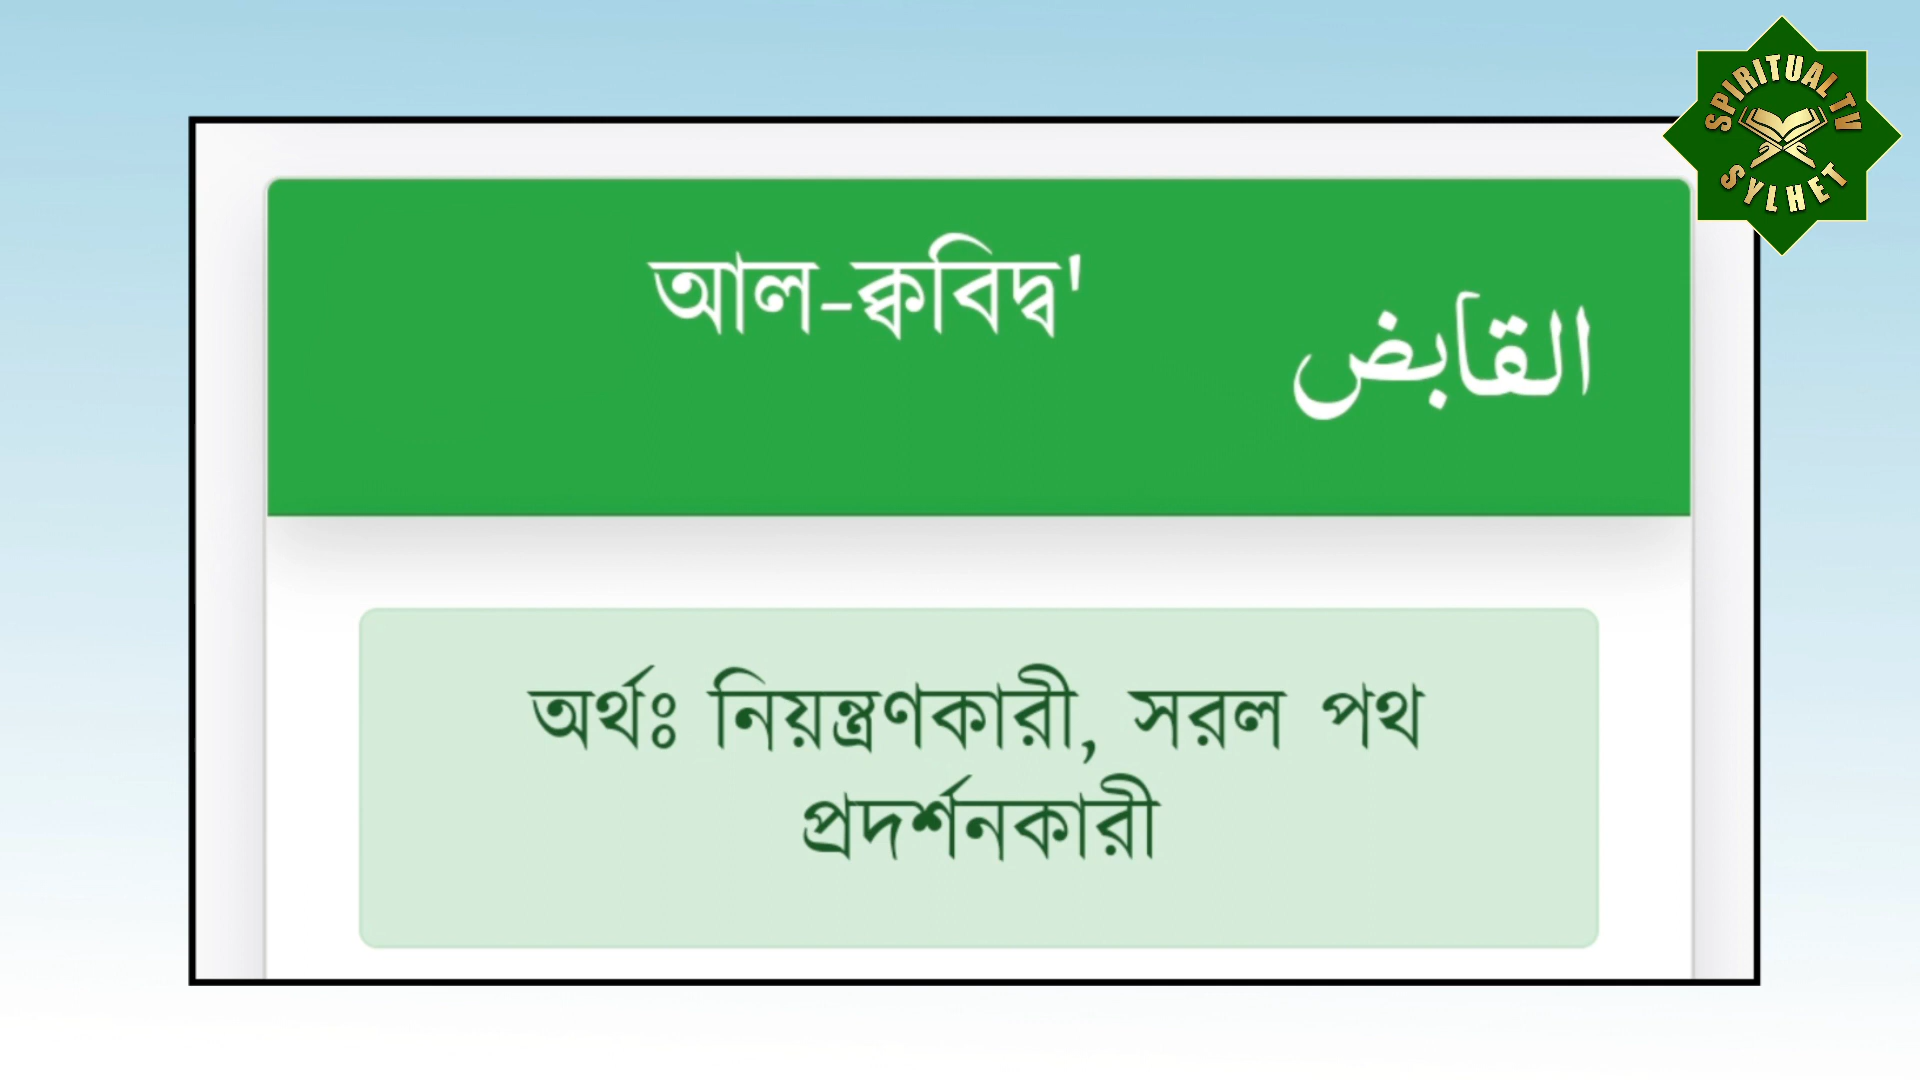 SPIRITUAL TV
SYLHET
আল-ক্ববিদ্ব'
القابض
অর্থঃ নিয়ন্ত্রণকারী, সরল পথ
প্রদর্শনকারী